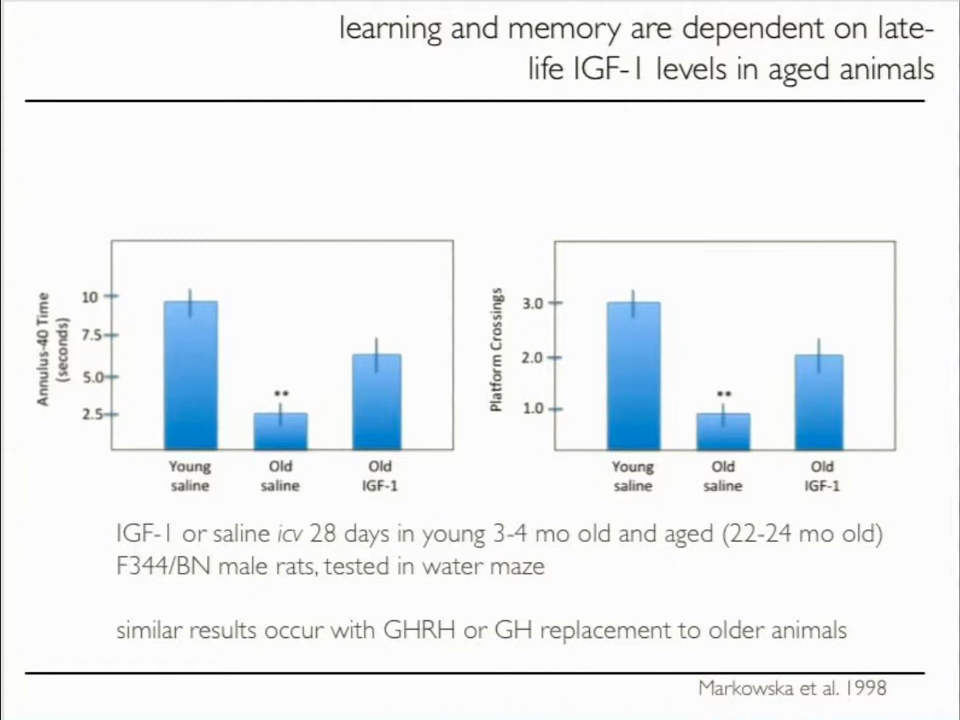 learning and memory are dependent on late-
life IGF-1 levels in aged animals
Annulus-40 Time
(seconds)
10
7.5
5.0
2.5
**
Young
saline
Old
saline
Old
IGF-1
Platform Crossings
3.0
2.0
1.0
**
Young
saline
Old
saline
Old
IGF-1
IGF-1 or saline icv 28 days in young 3-4 mo old and aged (22-24 mo old)
F344/BN male rats, tested in water maze
similar results occur with GHRH or GH replacement to older animals
Markowska et al. 1998